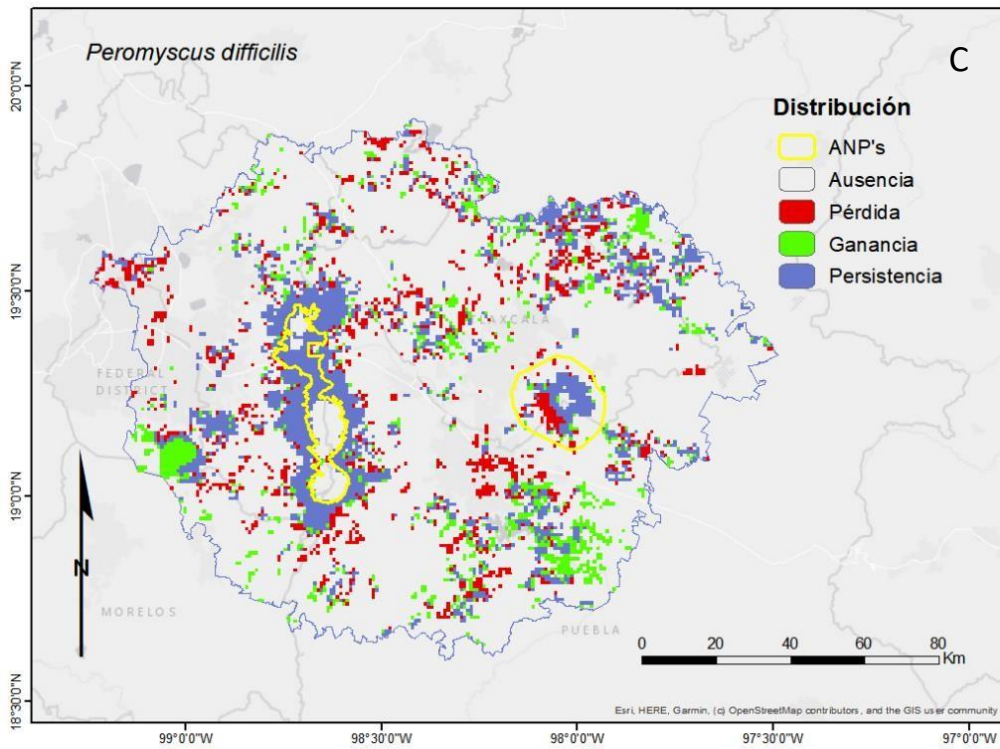 Peromyscus difficilis
C
Distribución
ANP's
Ausencia
Pérdida
Ganancia
Persistencia
20°0'0"N
19°30'0"N
19°0'0"N
18°30'0"N
FEDERAL
DISTRICT
MORELOS
PUEBLA
N
0 20 40 60 80
Km
Esri, HERE, Garmin, (c) OpenStreetMap contributors, and the GIS user community
99°0'0"W 98°30'0"W 98°0'0"W 97°30'0"W 97°0'0"W